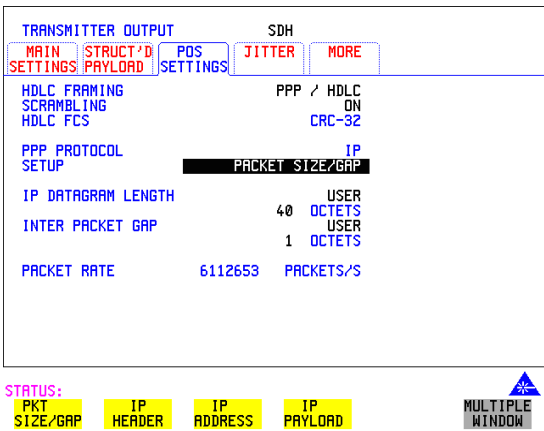 TRANSMITTER OUTPUT SDH
MAIN SETTINGS
STRUCT'D PAYLOAD
POS SETTINGS
JITTER
MORE
HDLC FRAMING PPP / HDLC
SCRAMBLING ON
HDLC FCS CRC-32
PPP PROTOCOL IP
SETUP PACKET SIZE/GAP
IP DATAGRAM LENGTH USER
40 OCTETS
INTER PACKET GAP USER
1 OCTETS
PACKET RATE 6112653 PACKETS/S
STATUS:
PKT SIZE/GAP
IP HEADER
IP ADDRESS
IP PAYLOAD
MULTIPLE WINDOW